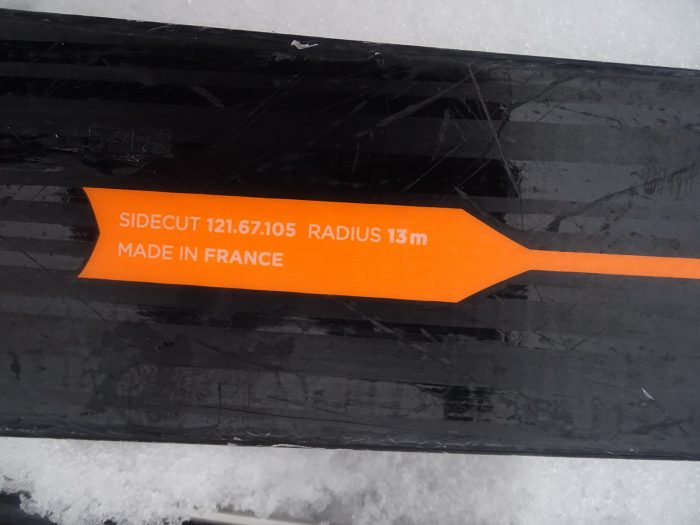 SIDECUT 121.67.105 RADIUS 13m
MADE IN FRANCE